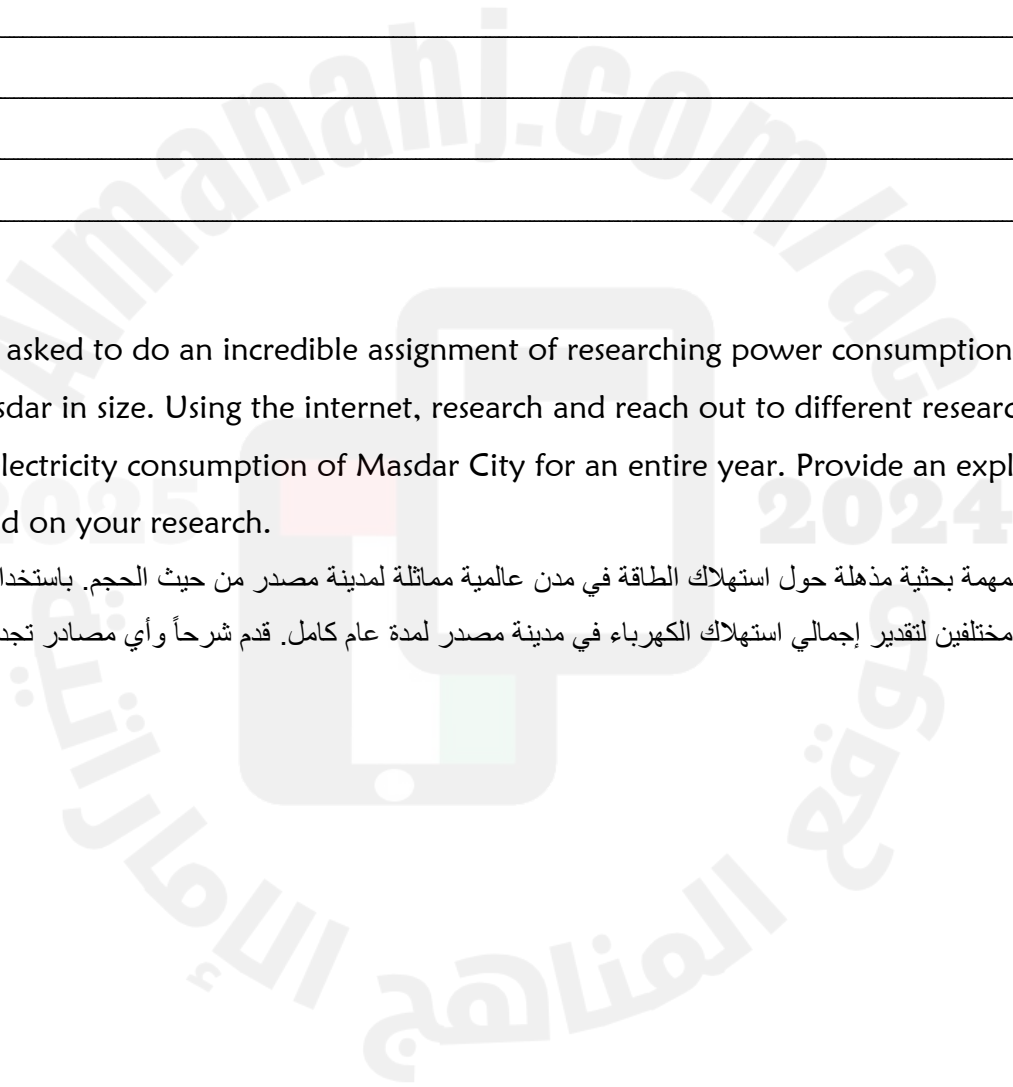 asked to do an incredible assignment of researching power consumption
sdar in size. Using the internet, research and reach out to different researc
lectricity consumption of Masdar City for an entire year. Provide an expl
d on your research.
مهمة بحثية مذهلة حول استهلاك الطاقة في مدن عالمية مماثلة لمدينة مصدر من حيث الحجم. باستخدا
مختلفين لتقدير إجمالي استهلاك الكهرباء في مدينة مصدر لمدة عام كامل. قدم شرحاً وأي مصادر تجد
Almanahj.com/ae
2025
2024
موقع المناهج الإماراتية